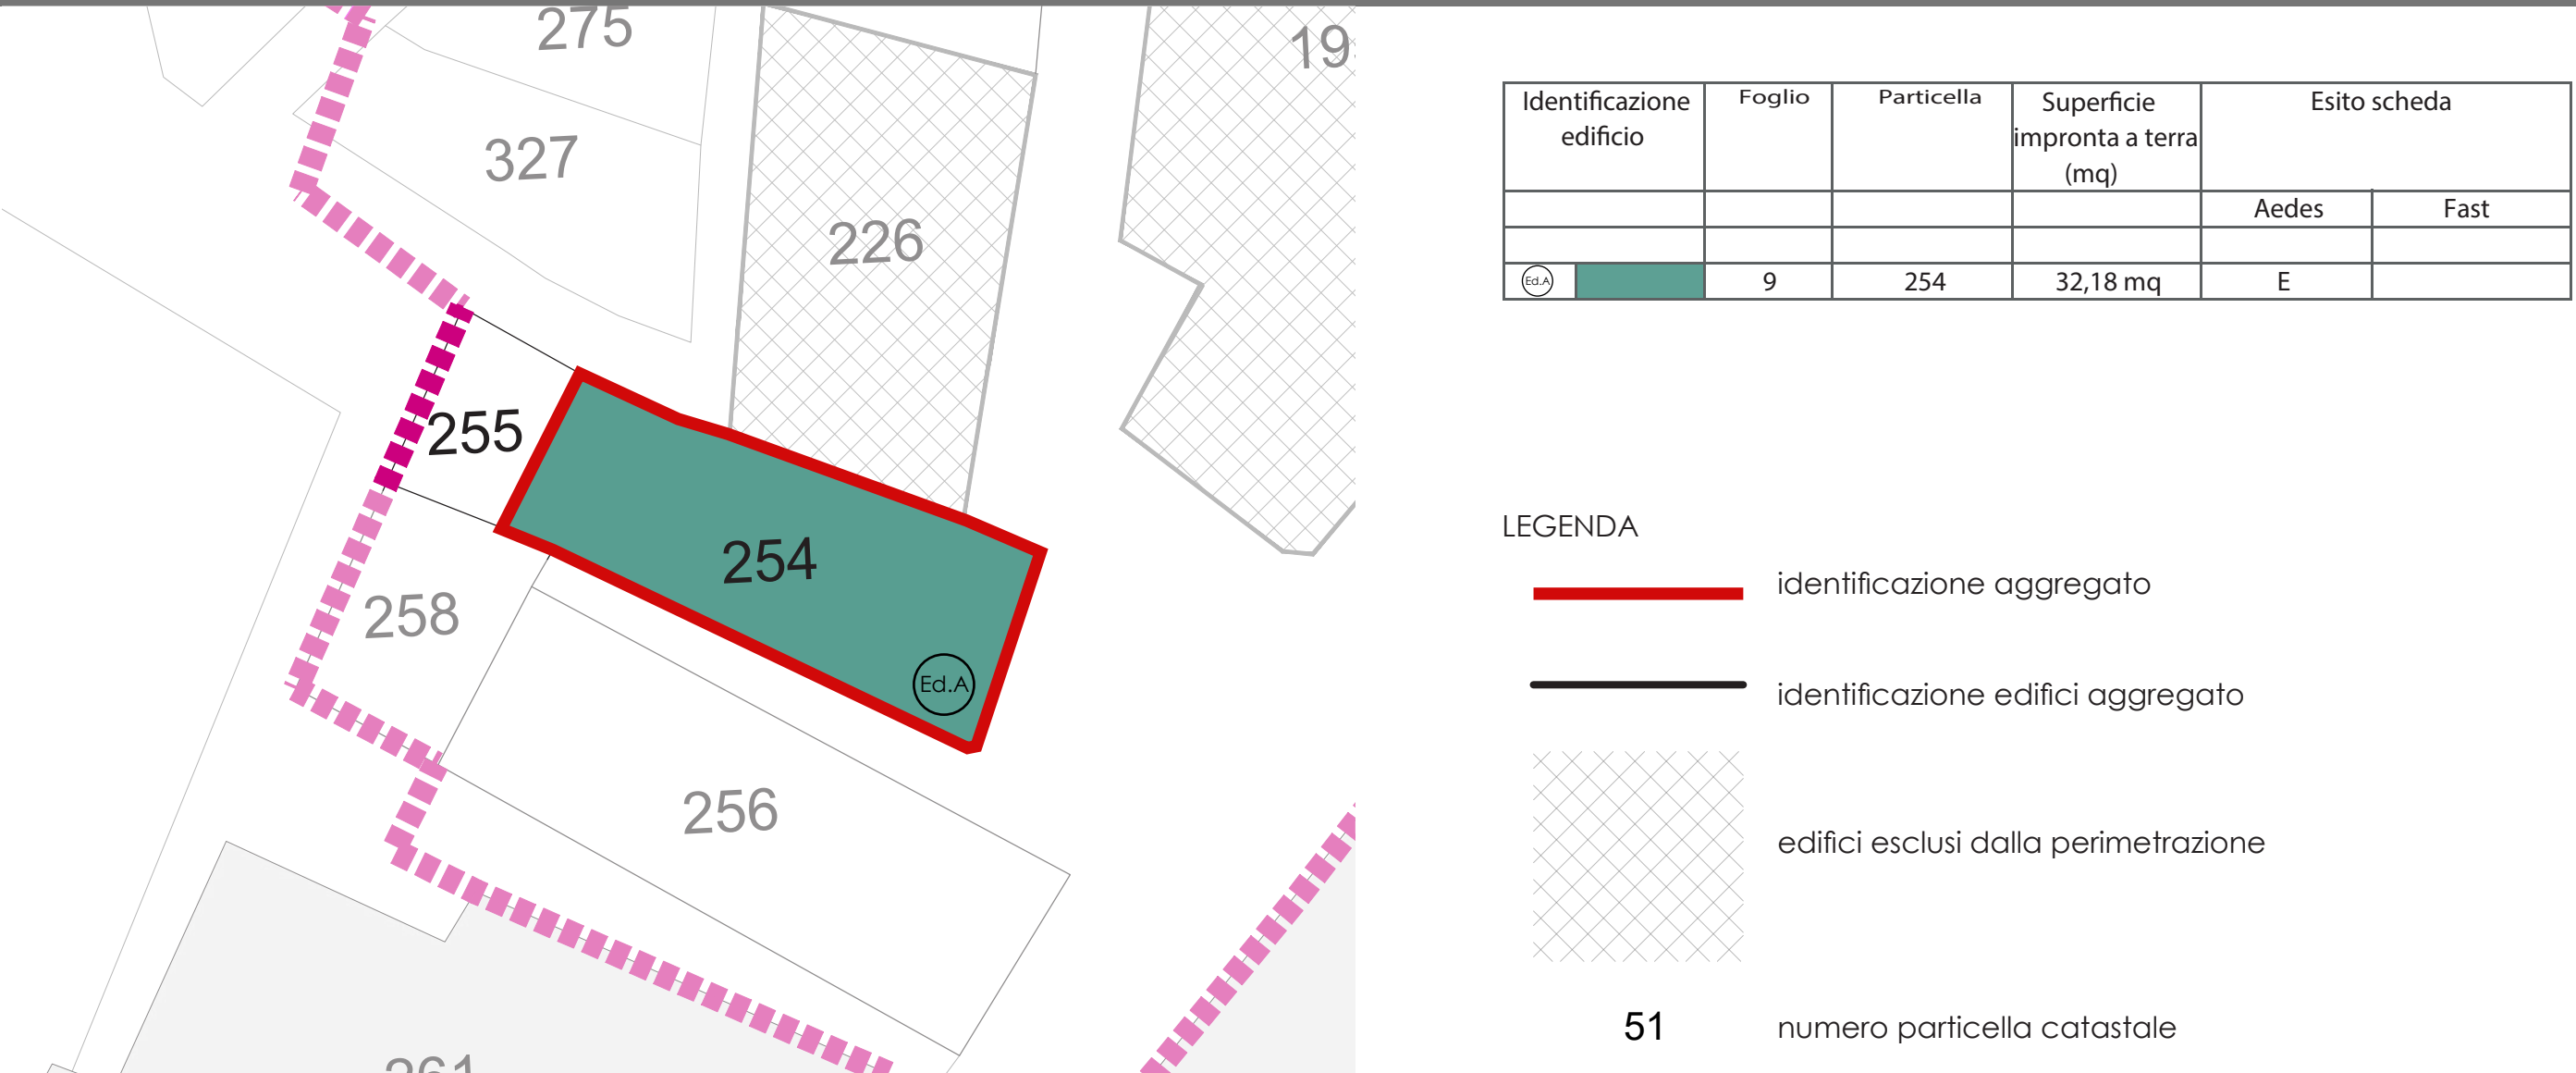 275
327
226
255
254
Ed.A
258
256
Identificazione edificio
Foglio
Particella
Superficie impronta a terra (mq)
Esito scheda
Aedes
Fast
Ed.A
9
254
32,18 mq
E
LEGENDA
identificazione aggregato
identificazione edifici aggregato
edifici esclusi dalla perimetrazione
51
numero particella catastale